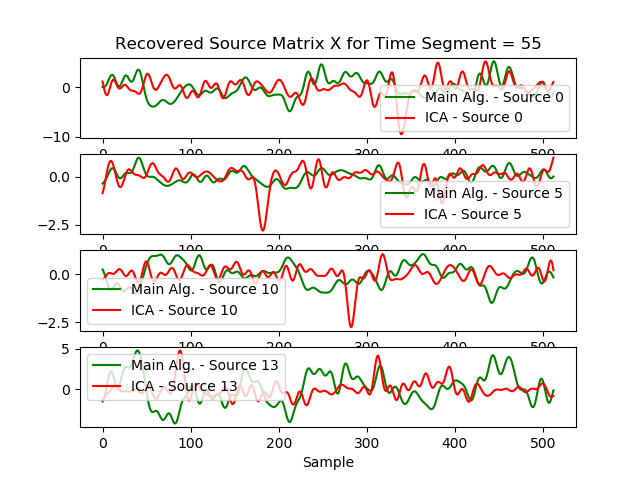 Recovered Source Matrix X for Time Segment = 55
0
−10
Main Alg. - Source 0
ICA - Source 0
0 100 200 300 400 500
0.0
−2.5
Main Alg. - Source 5
ICA - Source 5
0 100 200 300 400 500
0.0
−2.5
Main Alg. - Source 10
ICA - Source 10
0 100 200 300 400 500
5
0
Main Alg. - Source 13
ICA - Source 13
0 100 200 300 400 500
Sample